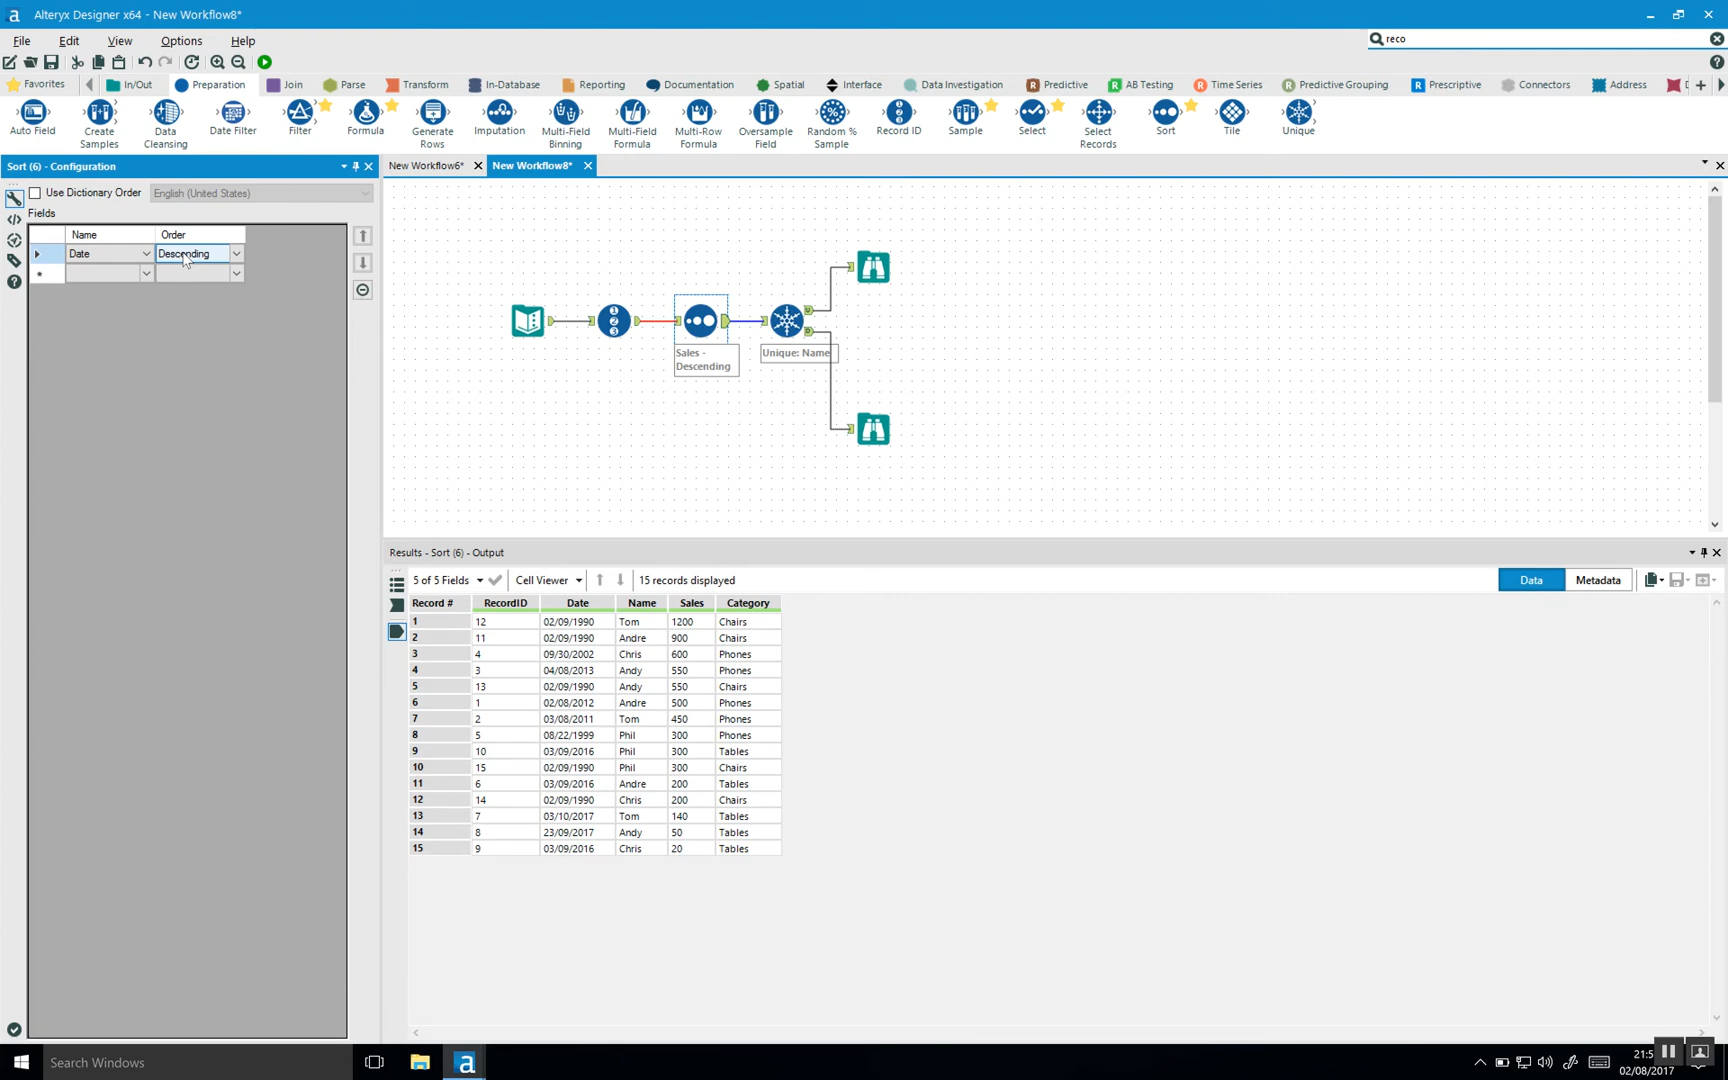 Alteryx Designer x64 - New Workflow8*
File Edit View Options Help
reco
Favorites In/Out Preparation Join Parse Transform In-Database Reporting Documentation Spatial Interface Data Investigation Predictive AB Testing Time Series Predictive Grouping Prescriptive Connectors Address
Auto Field Create Samples Data Cleansing Date Filter Filter Formula Generate Rows Imputation Multi-Field Binning Multi-Field Formula Multi-Row Formula Oversample Field Random % Sample Record ID Sample Select Select Records Sort Tile Unique
Sort (6) - Configuration
New Workflow6* New Workflow8*
Use Dictionary Order English (United States)
Fields
Name Order
Date Descending
Sales -
Descending
Unique: Name
Results - Sort (6) - Output
5 of 5 Fields Cell Viewer 15 records displayed Data Metadata
Record # RecordID Date Name Sales Category
1 12 02/09/1990 Tom 1200 Chairs
2 11 02/09/1990 Andre 900 Chairs
3 4 09/30/2002 Chris 600 Phones
4 3 04/08/2013 Andy 550 Phones
5 13 02/09/1990 Andy 550 Chairs
6 1 02/08/2012 Andre 500 Phones
7 2 03/08/2011 Tom 450 Phones
8 5 08/22/1999 Phil 300 Phones
9 10 03/09/2016 Phil 300 Tables
10 15 02/09/1990 Phil 300 Chairs
11 6 03/09/2016 Andre 200 Tables
12 14 02/09/1990 Chris 200 Chairs
13 7 03/10/2017 Tom 140 Tables
14 8 23/09/2017 Andy 50 Tables
15 9 03/09/2016 Chris 20 Tables
Search Windows
02/08/2017